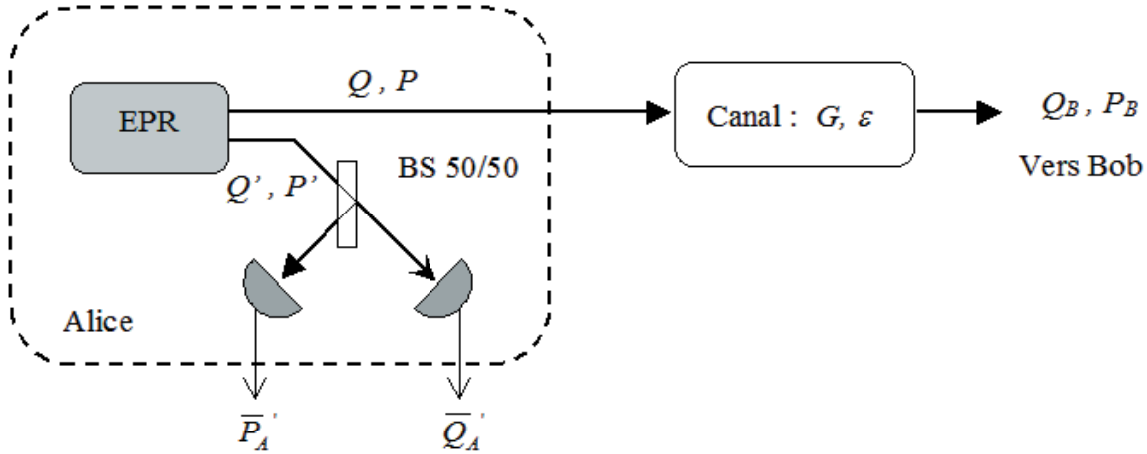 Q , P
EPR
Canal : G, ε
Q_B , P_B
BS 50/50
Vers Bob
Q’ , P’
Alice
P̅_A'
Q̅_A'